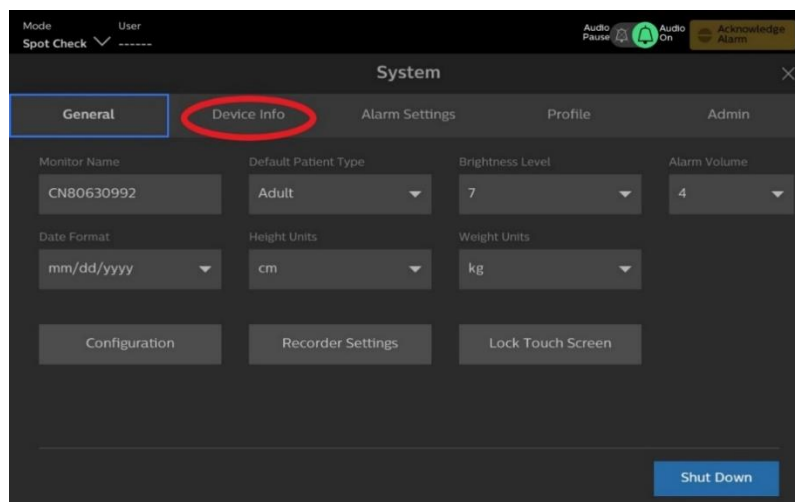 Mode User
Spot Check ------
Audio Pause Audio On Acknowledge Alarm
System
General Device Info Alarm Settings Profile Admin
Monitor Name Default Patient Type Brightness Level Alarm Volume
CN80630992 Adult 7 4
Date Format Height Units Weight Units
mm/dd/yyyy cm kg
Configuration Recorder Settings Lock Touch Screen
Shut Down